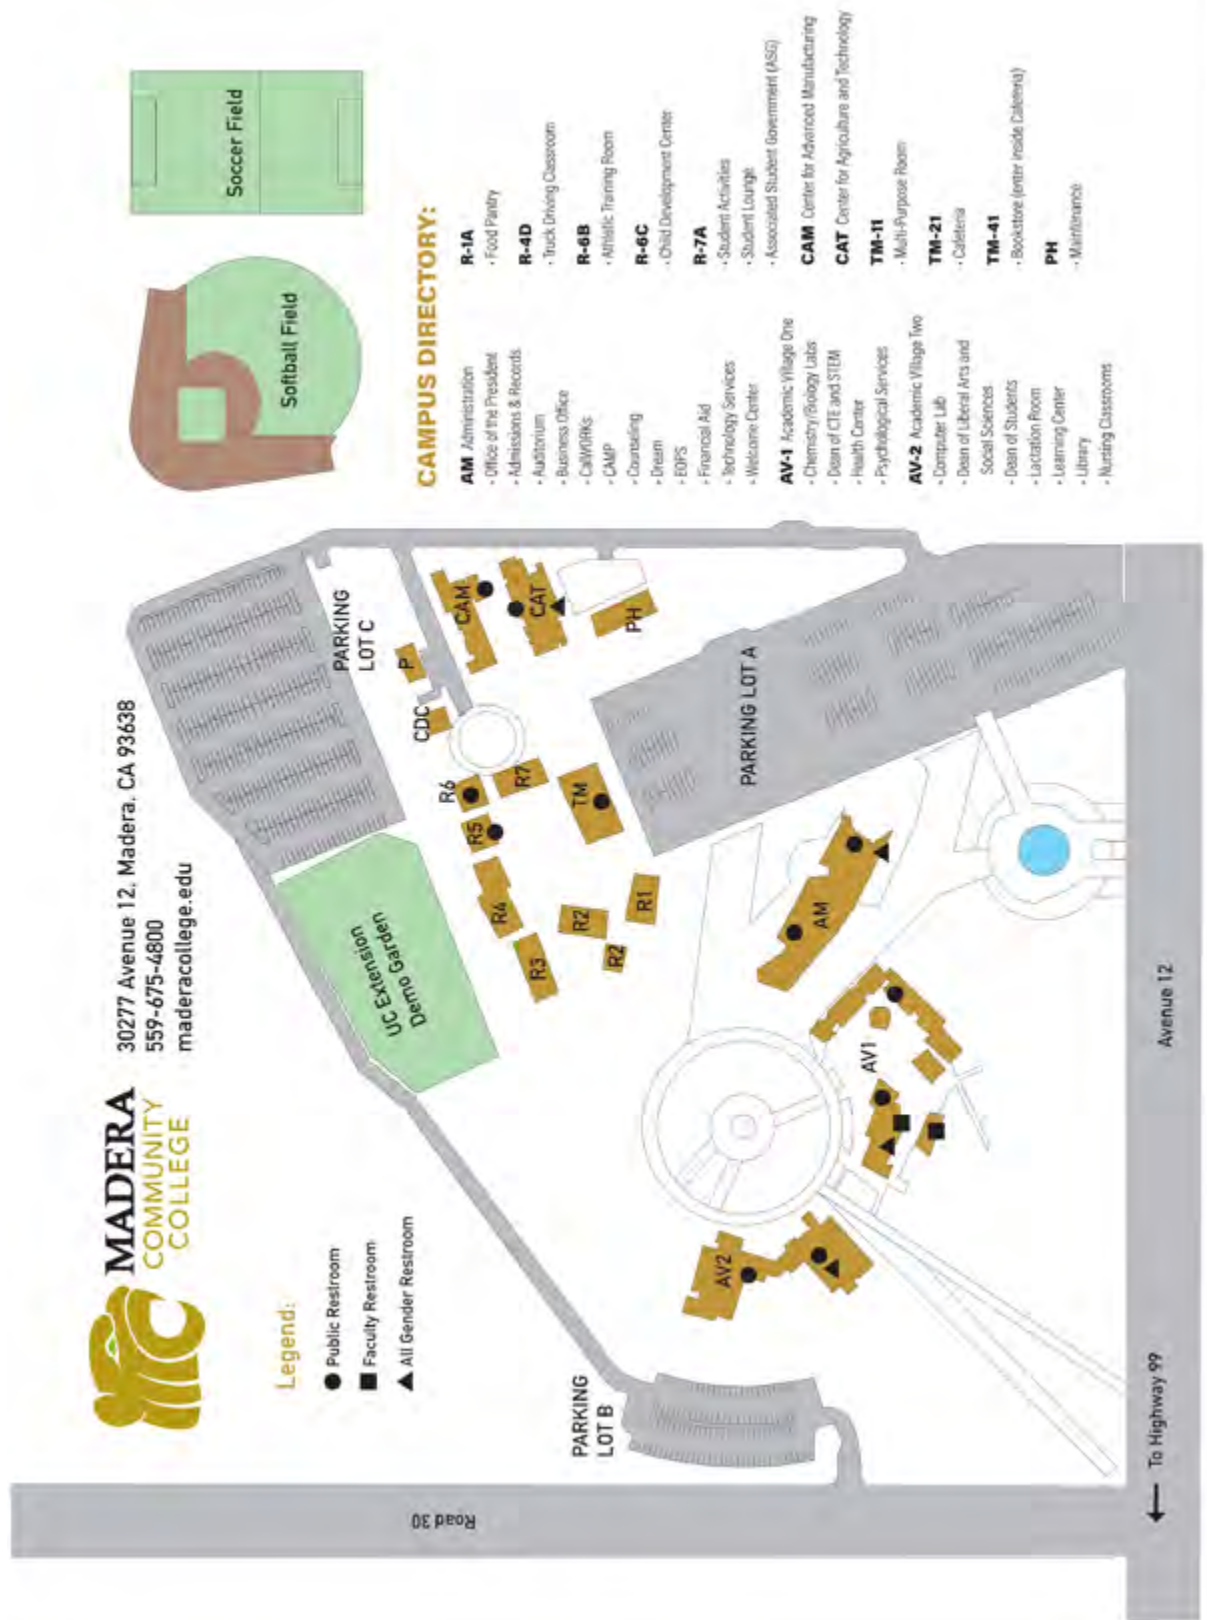 MADERA
COMMUNITY
COLLEGE
30277 Avenue 12, Madera, CA 93638
559-675-4800
maderacollege.edu
Legend:
Public Restroom
Faculty Restroom
All Gender Restroom
Soccer Field
Softball Field
UC Extension
Demo Garden
PARKING
LOT C
P
CDC
CAM
CAT
PH
R6
R7
R5
TM
R4
R3
R2
R2
R1
PARKING LOT A
AM
AV1
AV2
PARKING
LOT B
Road 30
Avenue 12
To Highway 99
CAMPUS DIRECTORY:
AM Administration
· Office of the President
· Admissions & Records
· Auditorium
· Business Office
· CalWORKs
· CAMP
· Counseling
· Dream
· EOPS
· Financial Aid
· Technology Services
· Welcome Center
AV-1 Academic Village One
· Chemistry/Biology Labs
· Dean of CTE and STEM
· Health Center
· Psychological Services
AV-2 Academic Village Two
· Computer Lab
· Dean of Liberal Arts and
Social Sciences
· Dean of Students
· Lactation Room
· Learning Center
· Library
· Nursing Classrooms
R-1A
· Food Pantry
R-4D
· Truck Driving Classroom
R-6B
· Athletic Training Room
R-6C
· Child Development Center
R-7A
· Student Activities
· Student Lounge
· Associated Student Government (ASG)
CAM Center for Advanced Manufacturing
CAT Center for Agriculture and Technology
TM-11
· Multi-Purpose Room
TM-21
· Cafeteria
TM-41
· Bookstore (enter inside Cafeteria)
PH
· Maintenance